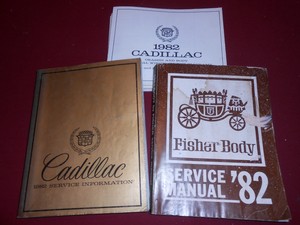 1982
CADILLAC
Cadillac
1982 SERVICE INFORMATION
Fisher Body
SERVICE
MANUAL '82